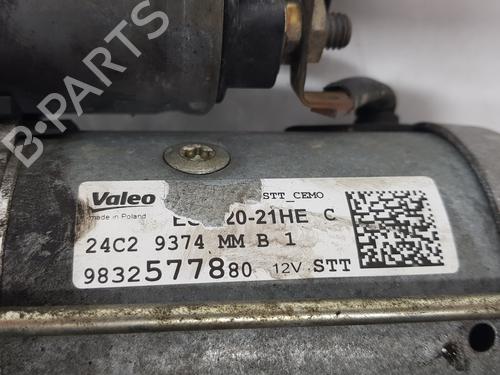 B-PARTS
Valeo STT_CEMO
made in Poland 20-21HE C
24C2 9374 MM B 1
9832577880 12V STT